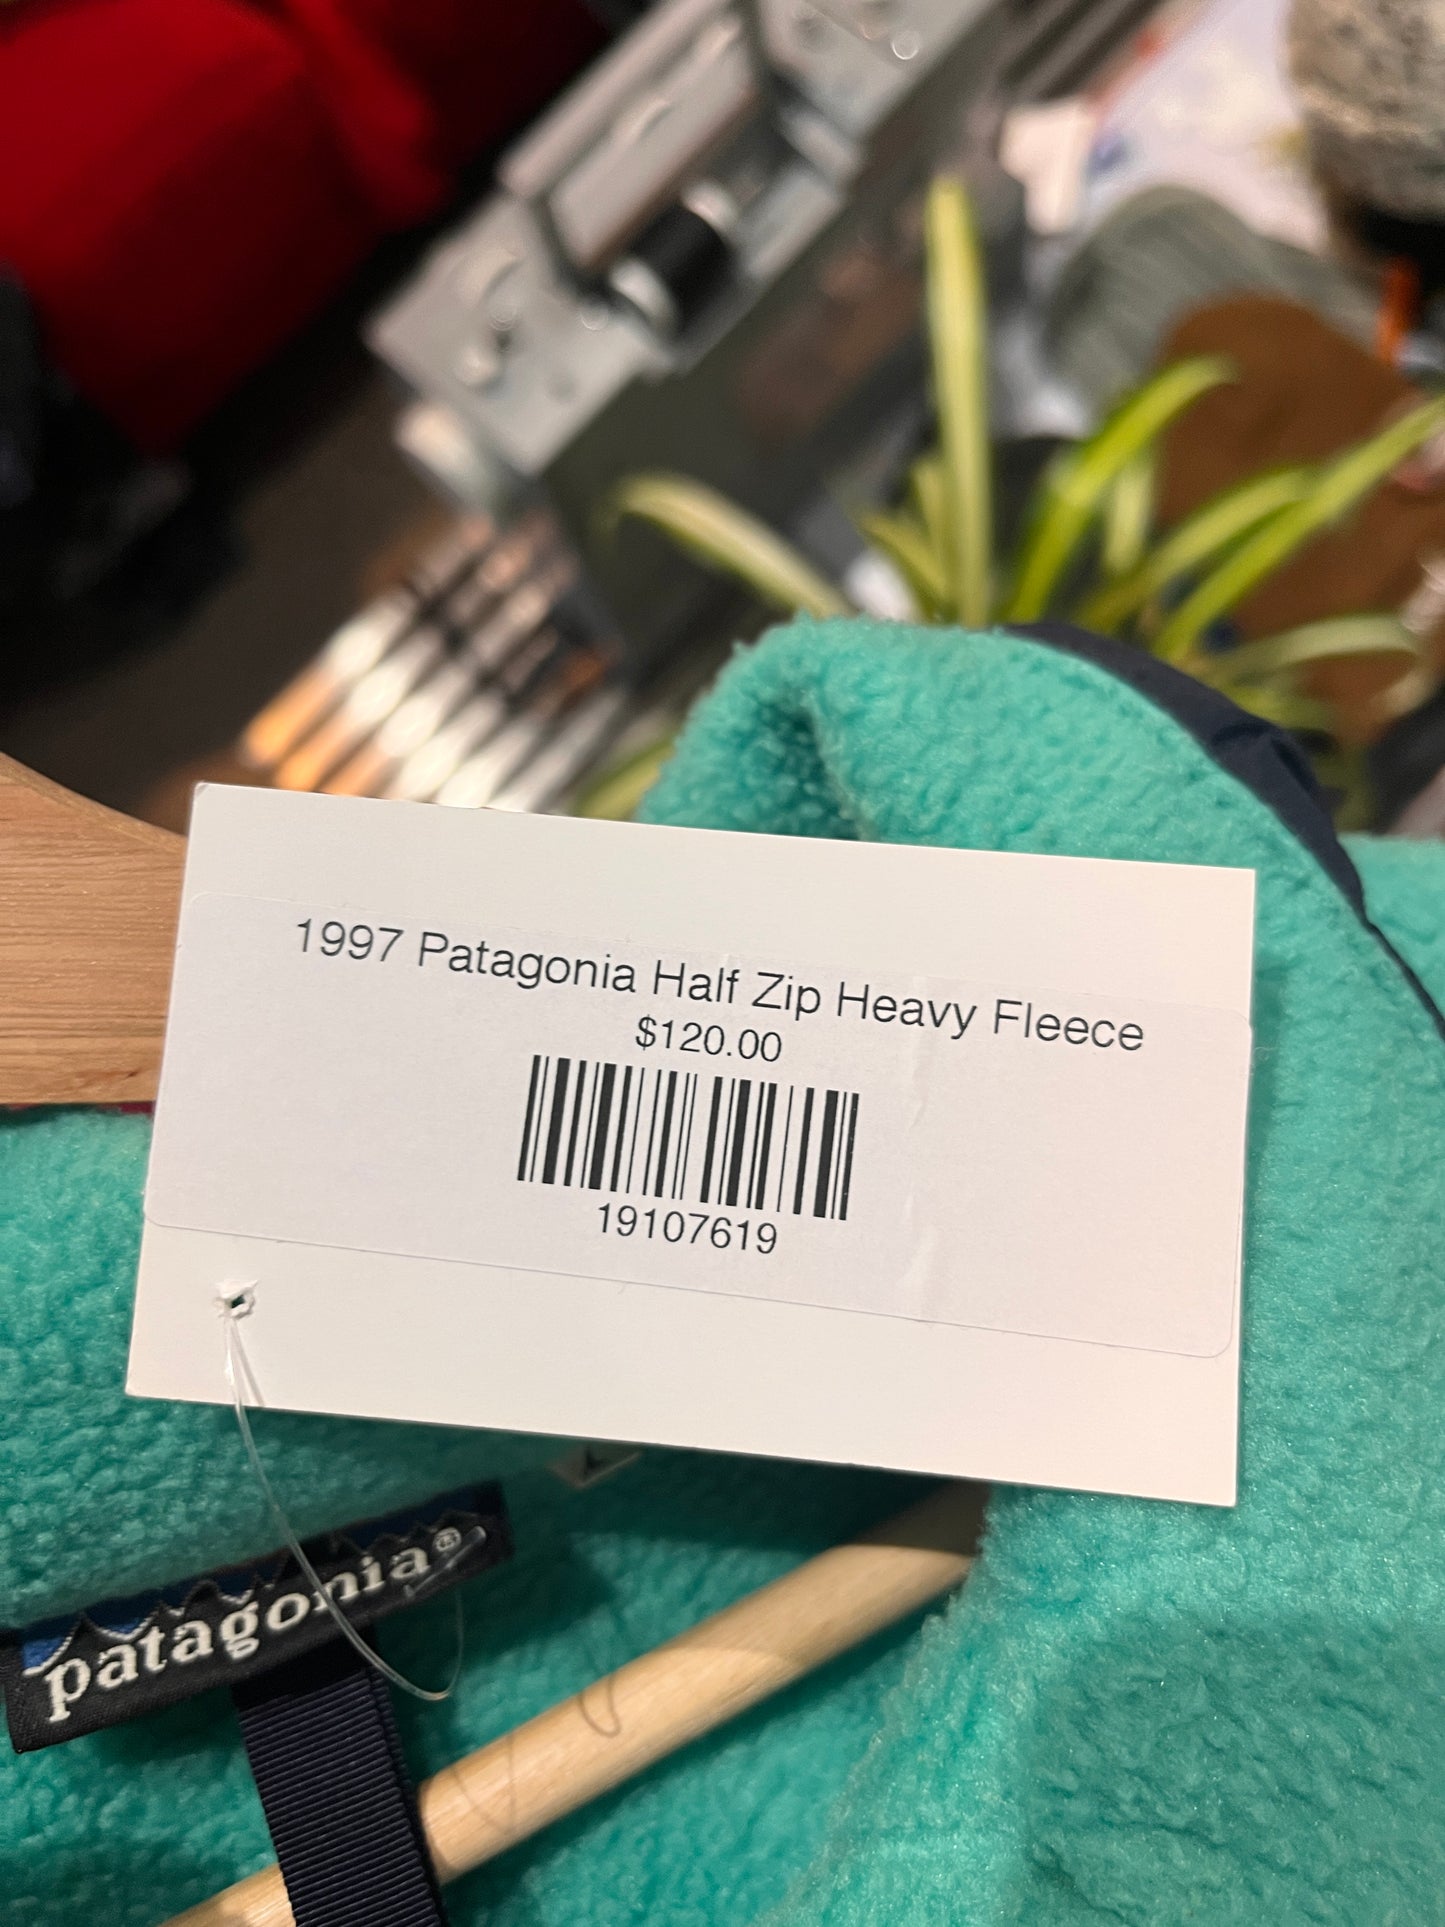 1997 Patagonia Half Zip Heavy Fleece
$120.00
19107619
L
patagonia®